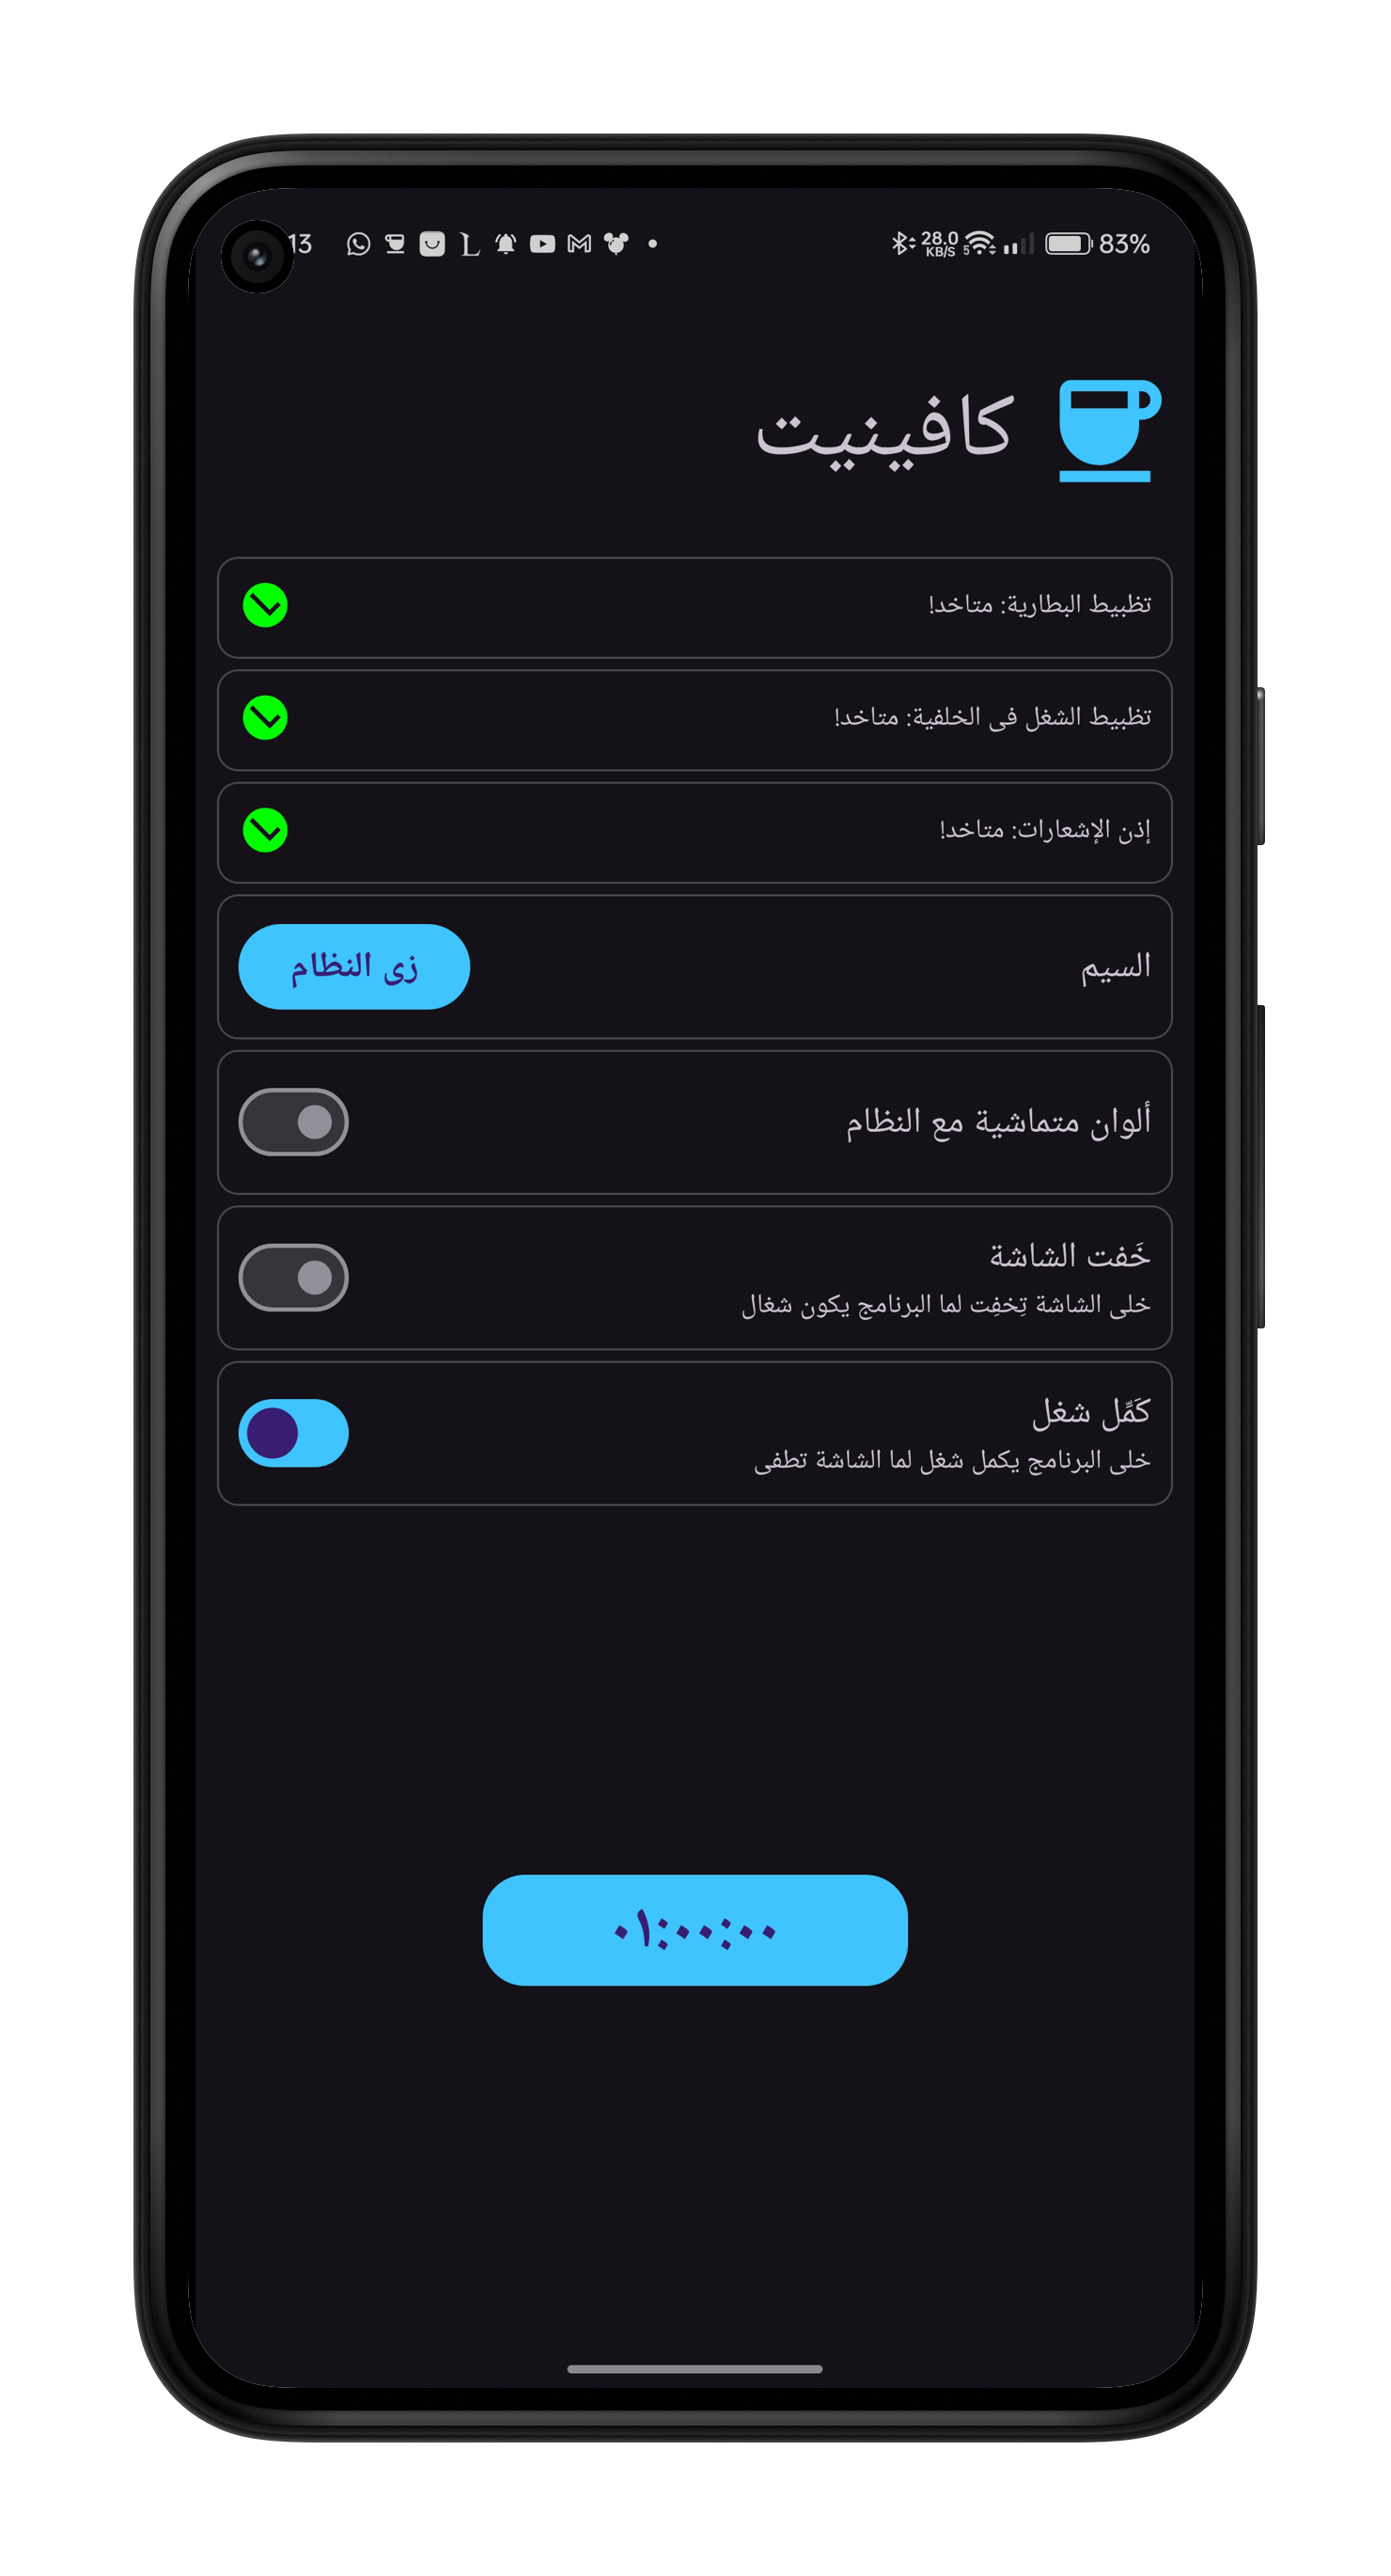 13
28.0
KB/S
5
83%
كافينيت
تظبيط البطارية: متاخد!
تظبيط الشغل فى الخلفية: متاخد!
إذن الإشعارات: متاخد!
السيم
زى النظام
ألوان متماشية مع النظام
خَفت الشاشة
خلى الشاشة تِخفِت لما البرنامج يكون شغال
كَمِّل شغل
خلى البرنامج يكمل شغل لما الشاشة تطفى
٠١:٠٠:٠٠